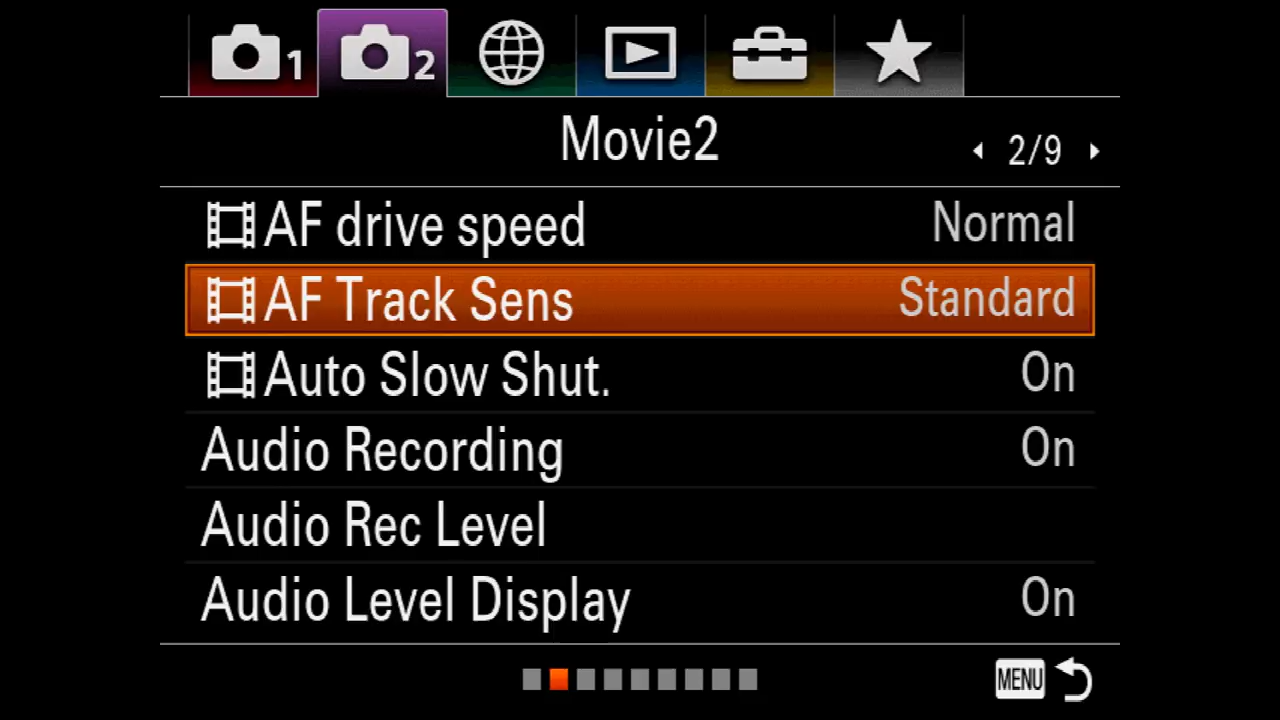 1 2
Movie2
2/9
AF drive speed Normal
AF Track Sens Standard
Auto Slow Shut. On
Audio Recording On
Audio Rec Level
Audio Level Display On
MENU